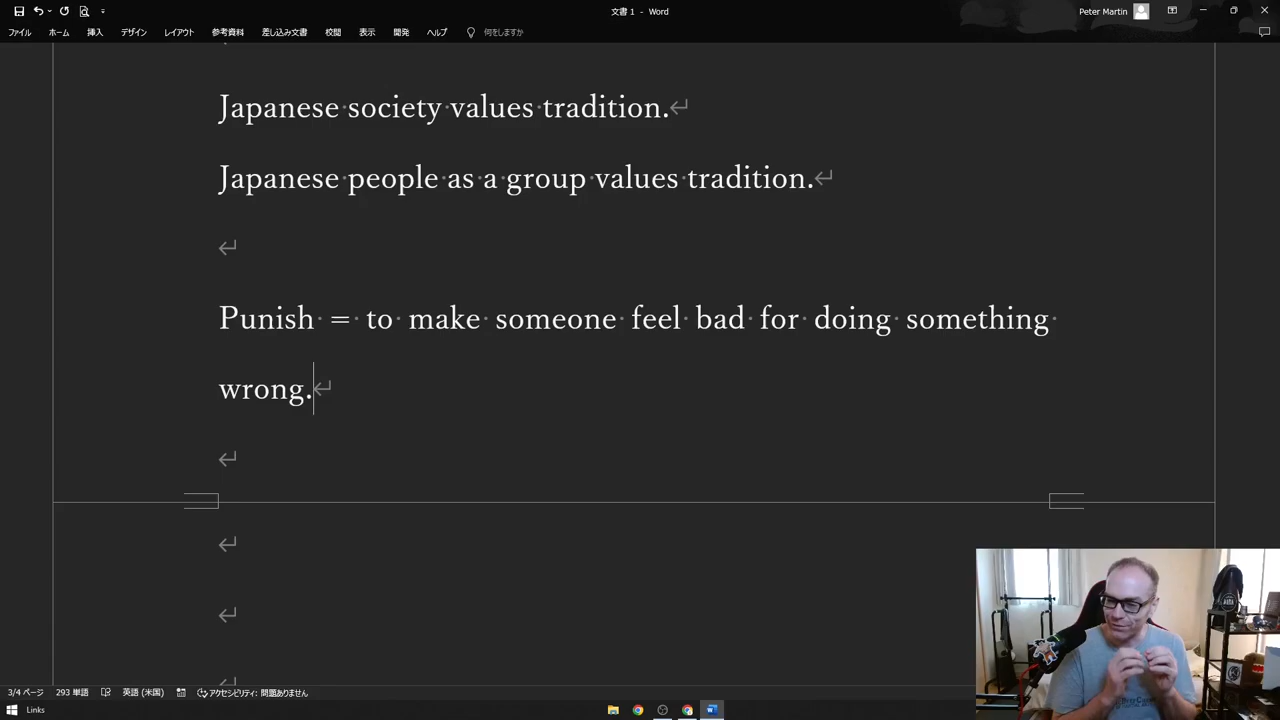 文書 1 - Word
Peter Martin
ファイル ホーム 挿入 デザイン レイアウト 参考資料 差し込み文書 校閲 表示 開発 ヘルプ 何をしますか
Japanese society values tradition.
Japanese people as a group values tradition.
Punish = to make someone feel bad for doing something
wrong.
3/4 ページ 293 単語 英語 (米国) アクセシビリティ: 問題ありません
Links